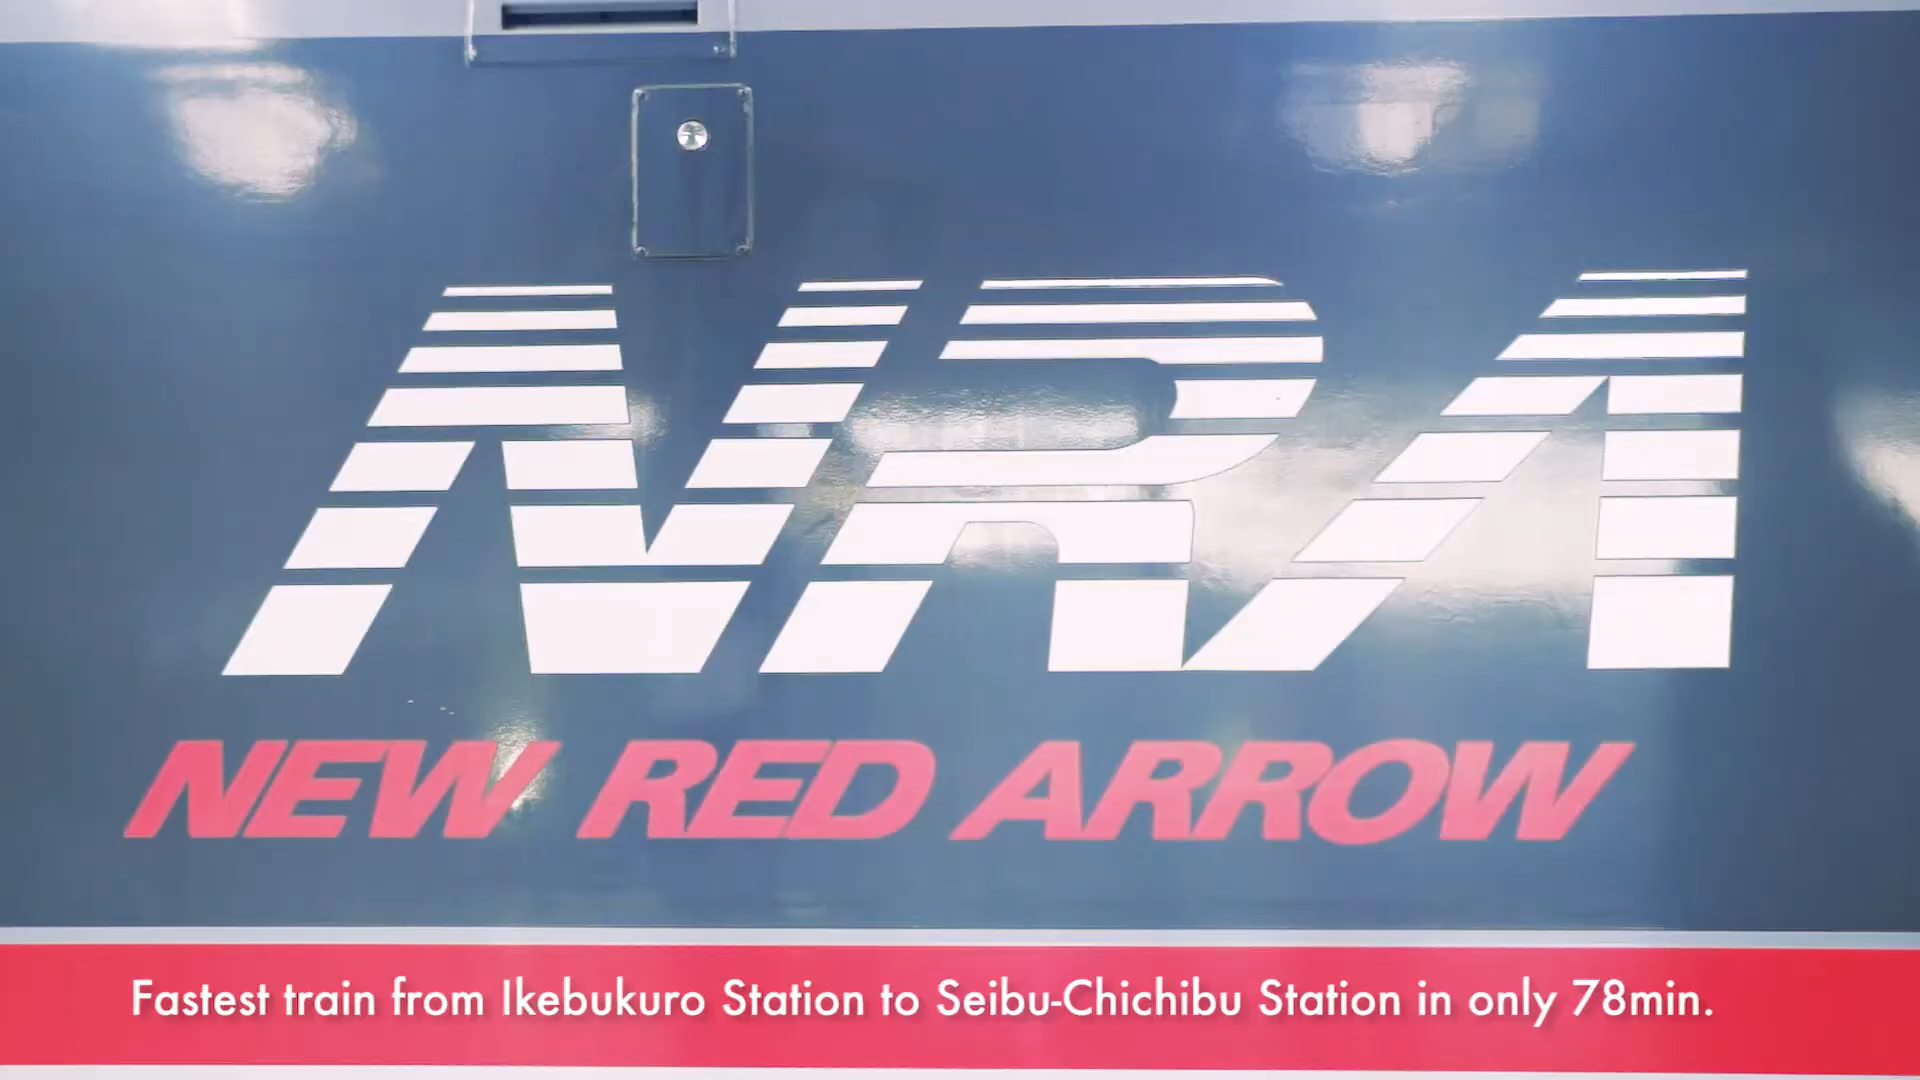 NRA
NEW RED ARROW
Fastest train from Ikebukuro Station to Seibu-Chichibu Station in only 78min.